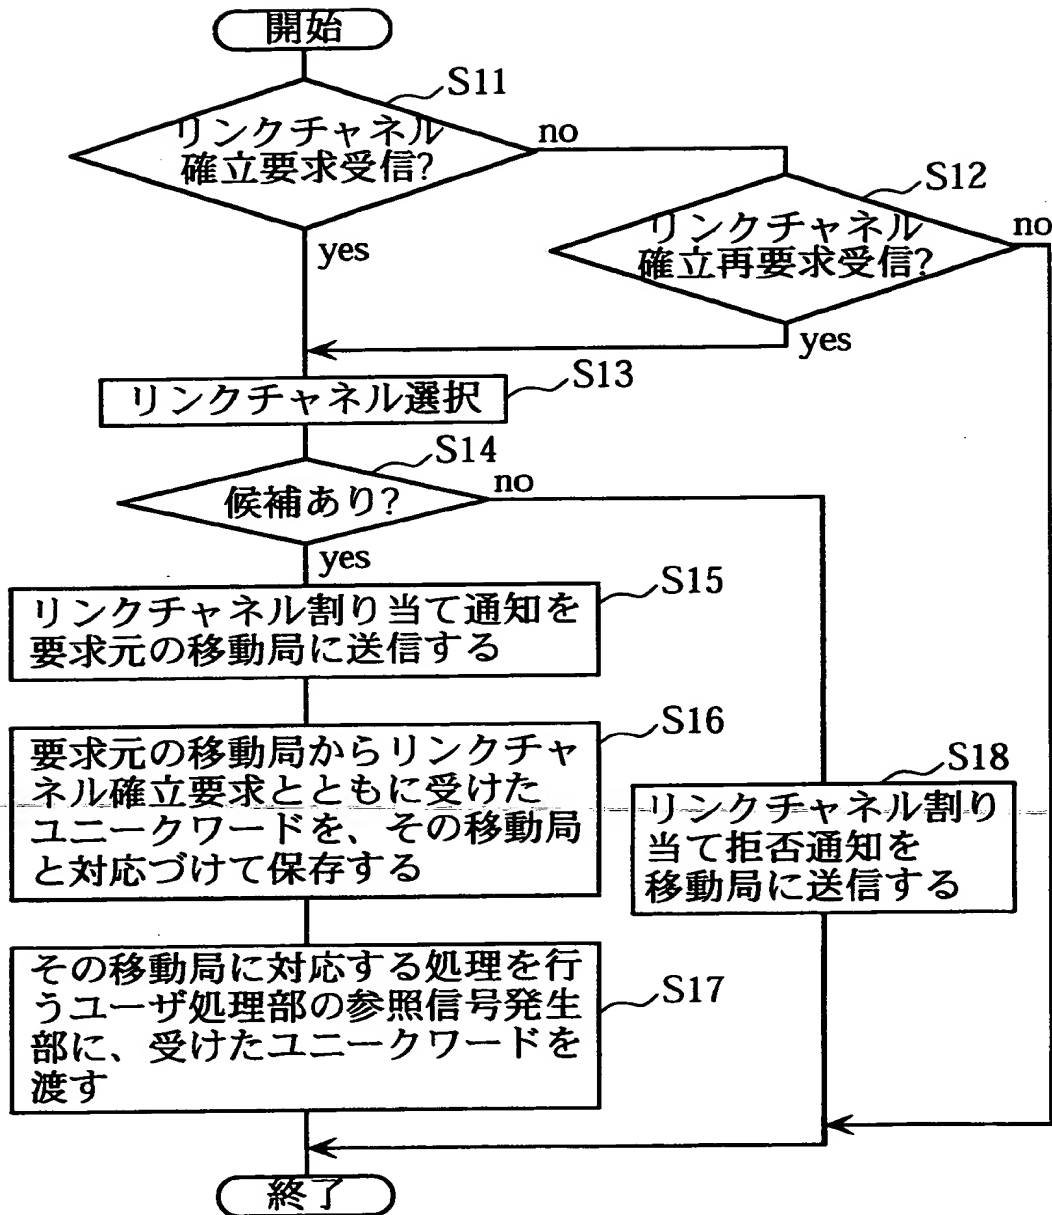 開始
S11
リンクチャネル
確立要求受信?
no
yes
S12
リンクチャネル
確立再要求受信?
no
yes
S13
リンクチャネル選択
S14
候補あり?
no
yes
S15
リンクチャネル割り当て通知を
要求元の移動局に送信する
S16
要求元の移動局からリンクチャ
ネル確立要求とともに受けた
ユニークワードを、その移動局
と対応づけて保存する
S18
リンクチャネル割り
当て拒否通知を
移動局に送信する
S17
その移動局に対応する処理を行
うユーザ処理部の参照信号発生
部に、受けたユニークワードを
渡す
終了